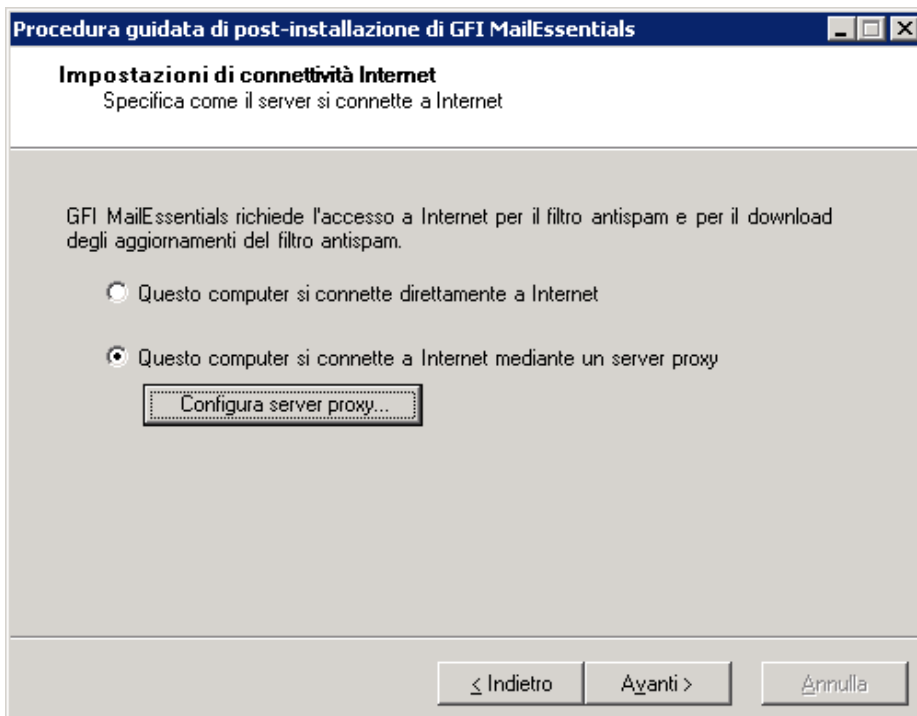 Procedura guidata di post-installazione di GFI MailEssentials
Impostazioni di connettività Internet
Specifica come il server si connette a Internet
GFI MailEssentials richiede l'accesso a Internet per il filtro antispam e per il download
degli aggiornamenti del filtro antispam.
Questo computer si connette direttamente a Internet
Questo computer si connette a Internet mediante un server proxy
Configura server proxy...
< Indietro
Avanti >
Annulla